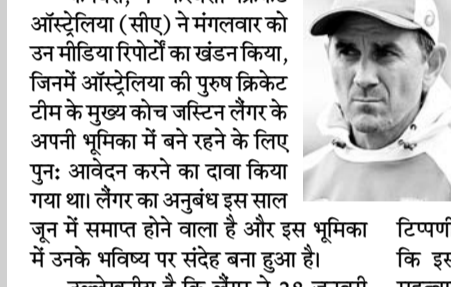 ऑस्ट्रेलिया (सीए) ने मंगलवार को
उन मीडिया रिपोर्टों का खंडन किया,
जिनमें ऑस्ट्रेलिया की पुरुष क्रिकेट
टीम के मुख्य कोच जस्टिन लैंगर के
अपनी भूमिका में बने रहने के लिए
पुन: आवेदन करने का दावा किया
गया था। लैंगर का अनुबंध इस साल
जून में समाप्त होने वाला है और इस भूमिका
में उनके भविष्य पर संदेह बना हुआ है।
टिप्पणी
कि इस